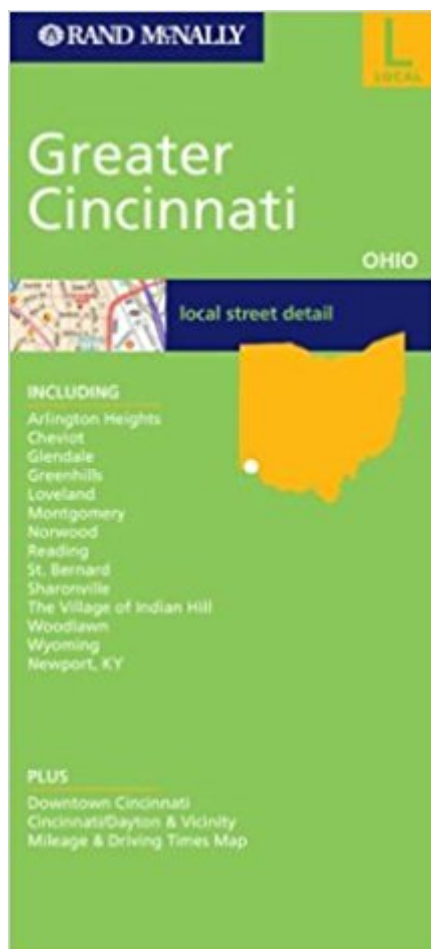 RAND McNALLY
L
LOCAL
Greater
Cincinnati
OHIO
local street detail
INCLUDING
Arlington Heights
Cheviot
Glendale
Greenhills
Loveland
Montgomery
Norwood
Reading
St. Bernard
Sharonville
The Village of Indian Hill
Woodlawn
Wyoming
Newport, KY
PLUS
Downtown Cincinnati
Cincinnati/Dayton & Vicinity
Mileage & Driving Times Map